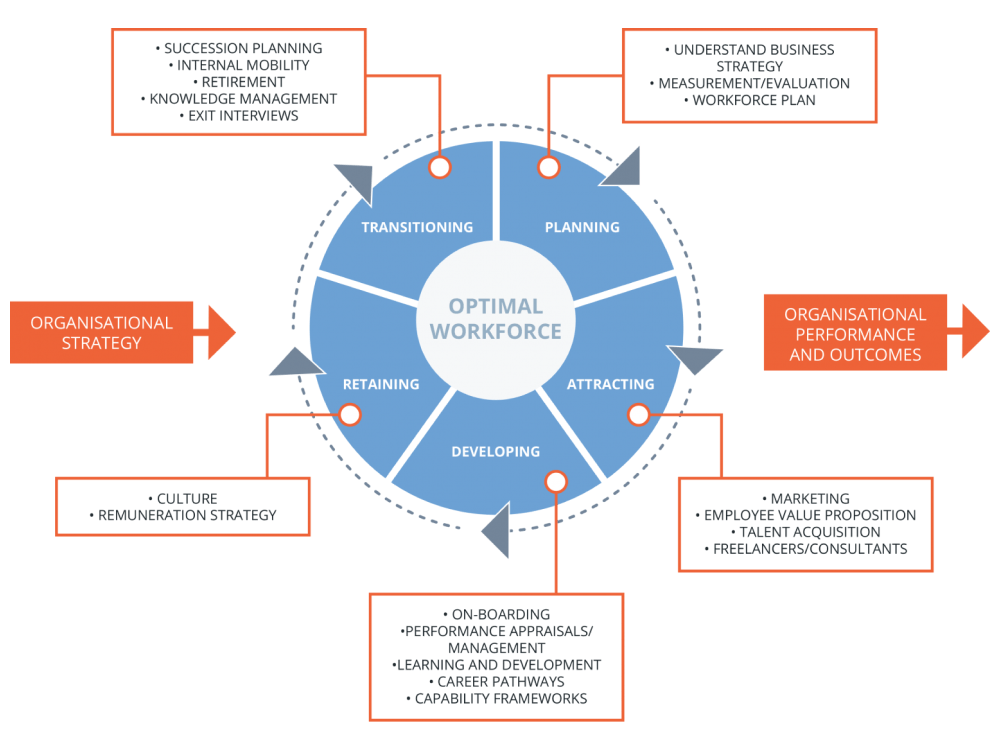 • SUCCESSION PLANNING
• INTERNAL MOBILITY
• RETIREMENT
• KNOWLEDGE MANAGEMENT
• EXIT INTERVIEWS
• UNDERSTAND BUSINESS
STRATEGY
• MEASUREMENT/EVALUATION
• WORKFORCE PLAN
TRANSITIONING
PLANNING
ORGANISATIONAL
STRATEGY
OPTIMAL
WORKFORCE
ORGANISATIONAL
PERFORMANCE
AND OUTCOMES
RETAINING
ATTRACTING
DEVELOPING
• CULTURE
• REMUNERATION STRATEGY
• MARKETING
• EMPLOYEE VALUE PROPOSITION
• TALENT ACQUISITION
• FREELANCERS/CONSULTANTS
• ON-BOARDING
•PERFORMANCE APPRAISALS/
MANAGEMENT
•LEARNING AND DEVELOPMENT
• CAREER PATHWAYS
• CAPABILITY FRAMEWORKS